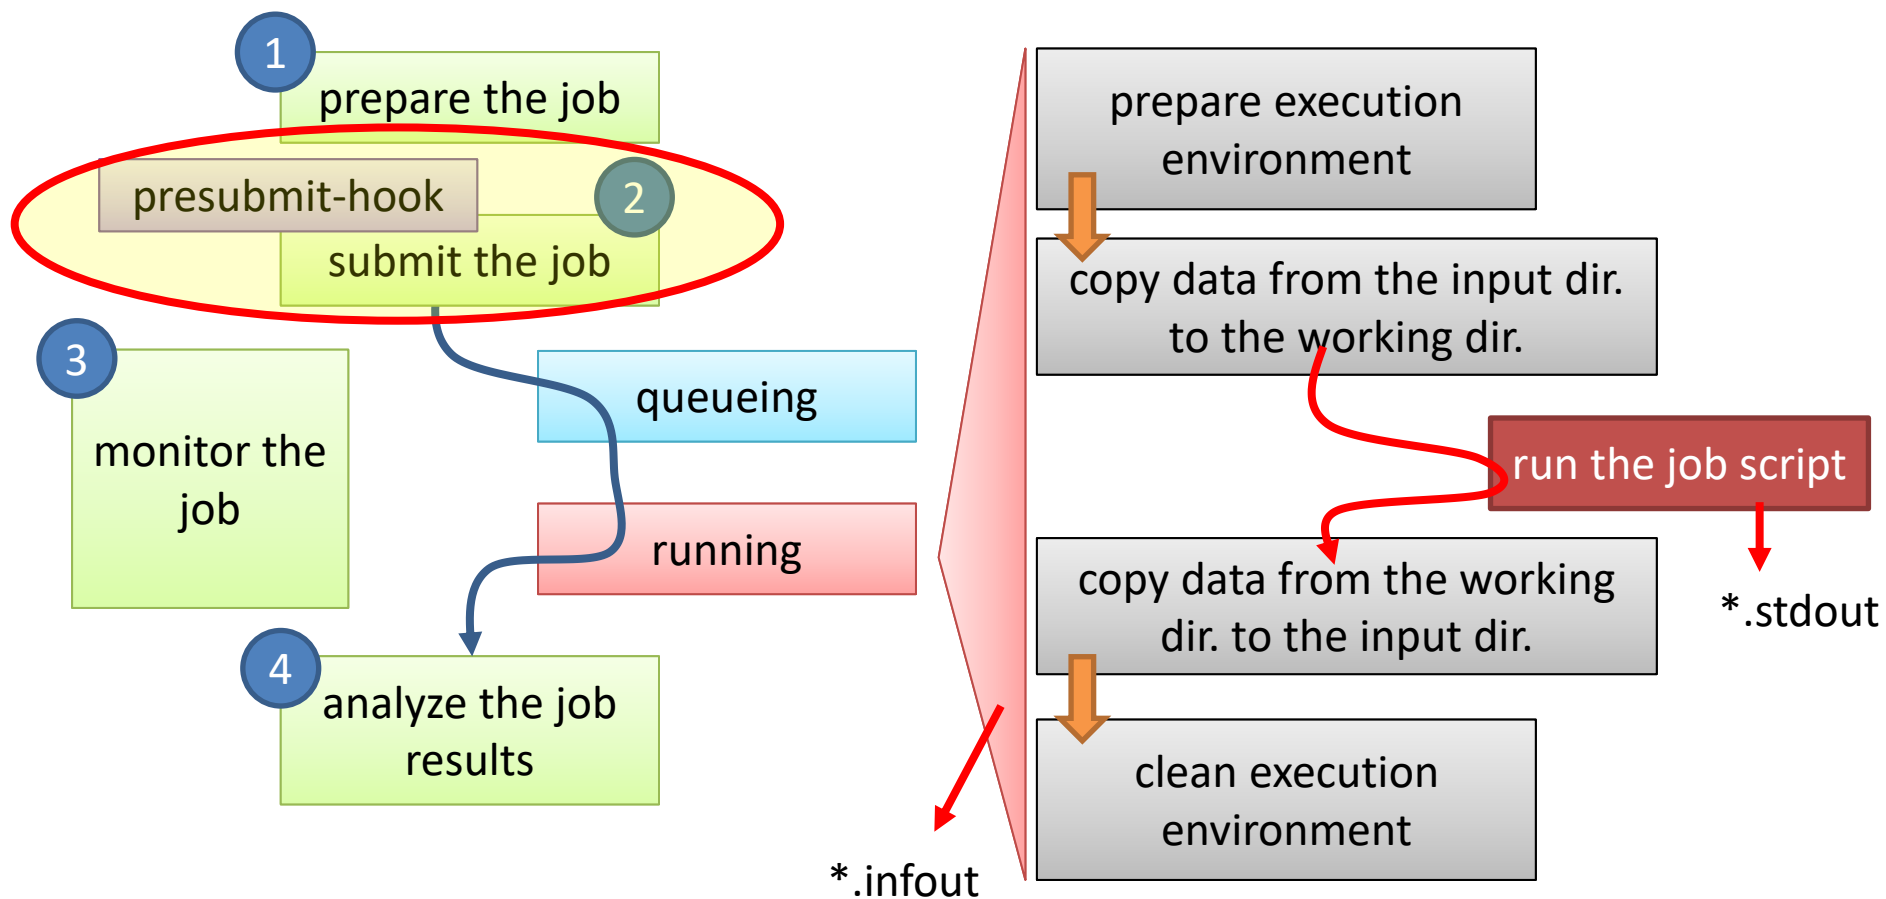 1
prepare the job
presubmit-hook
2
submit the job
3
monitor the
job
queueing
running
4
analyze the job
results
prepare execution
environment
copy data from the input dir.
to the working dir.
run the job script
*.stdout
copy data from the working
dir. to the input dir.
clean execution
environment
*.infout